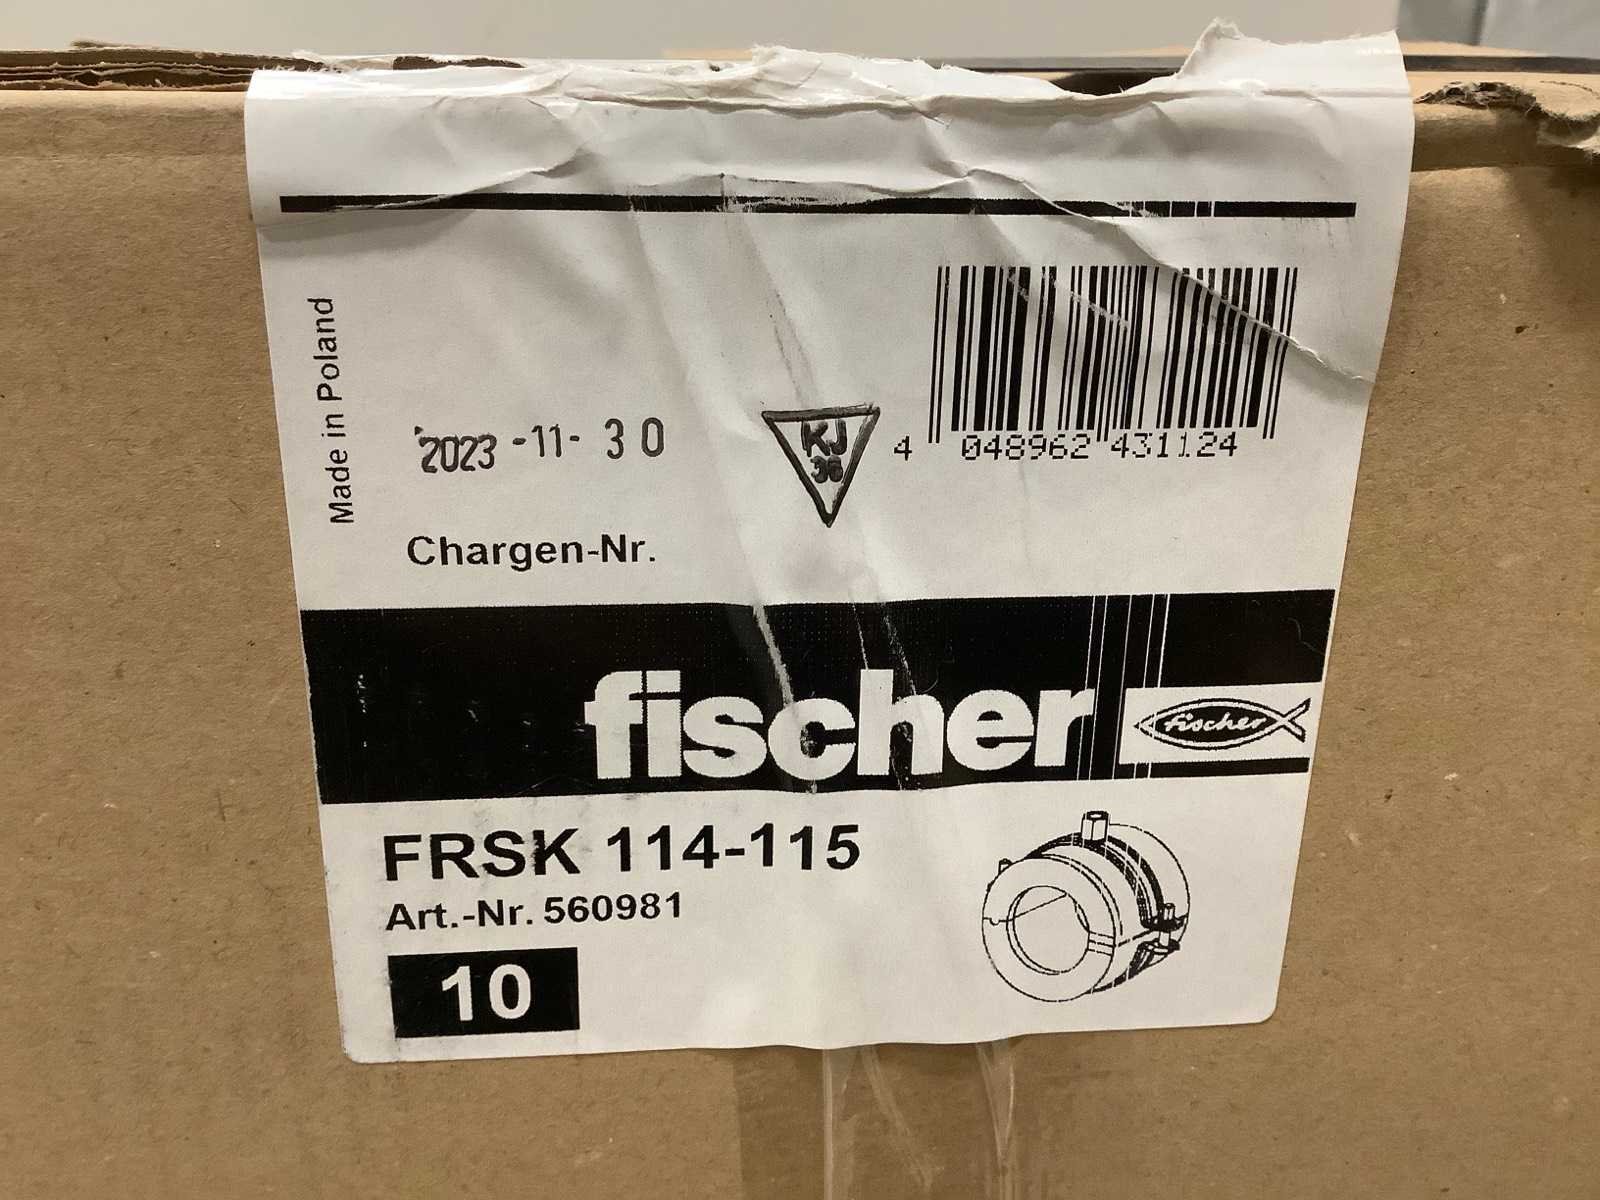 Made in Poland
2023-11-30
KJ
36
4 048962 431124
Chargen-Nr.
fischer
fischer
FRSK 114-115
Art.-Nr. 560981
10